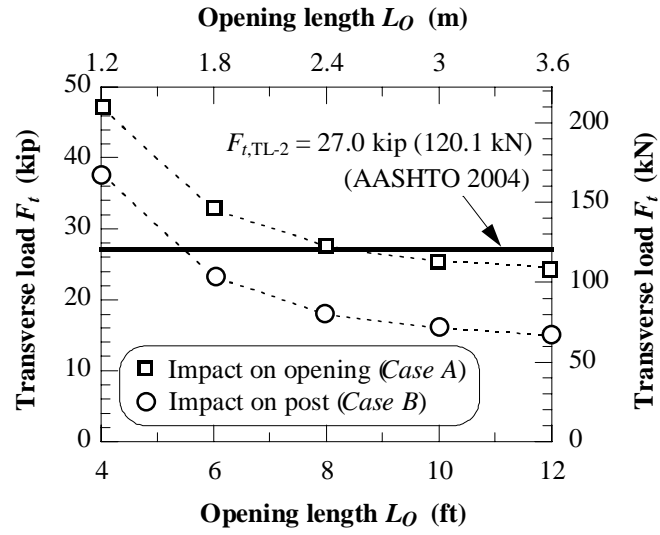 Opening length L_O (m)
1.2 1.8 2.4 3 3.6
50
40
30
20
10
0
Transverse load F_t (kip)
F_t,TL-2 = 27.0 kip (120.1 kN)
(AASHTO 2004)
Impact on opening (Case A)
Impact on post (Case B)
200
150
100
50
0
Transverse load F_t (kN)
4 6 8 10 12
Opening length L_O (ft)